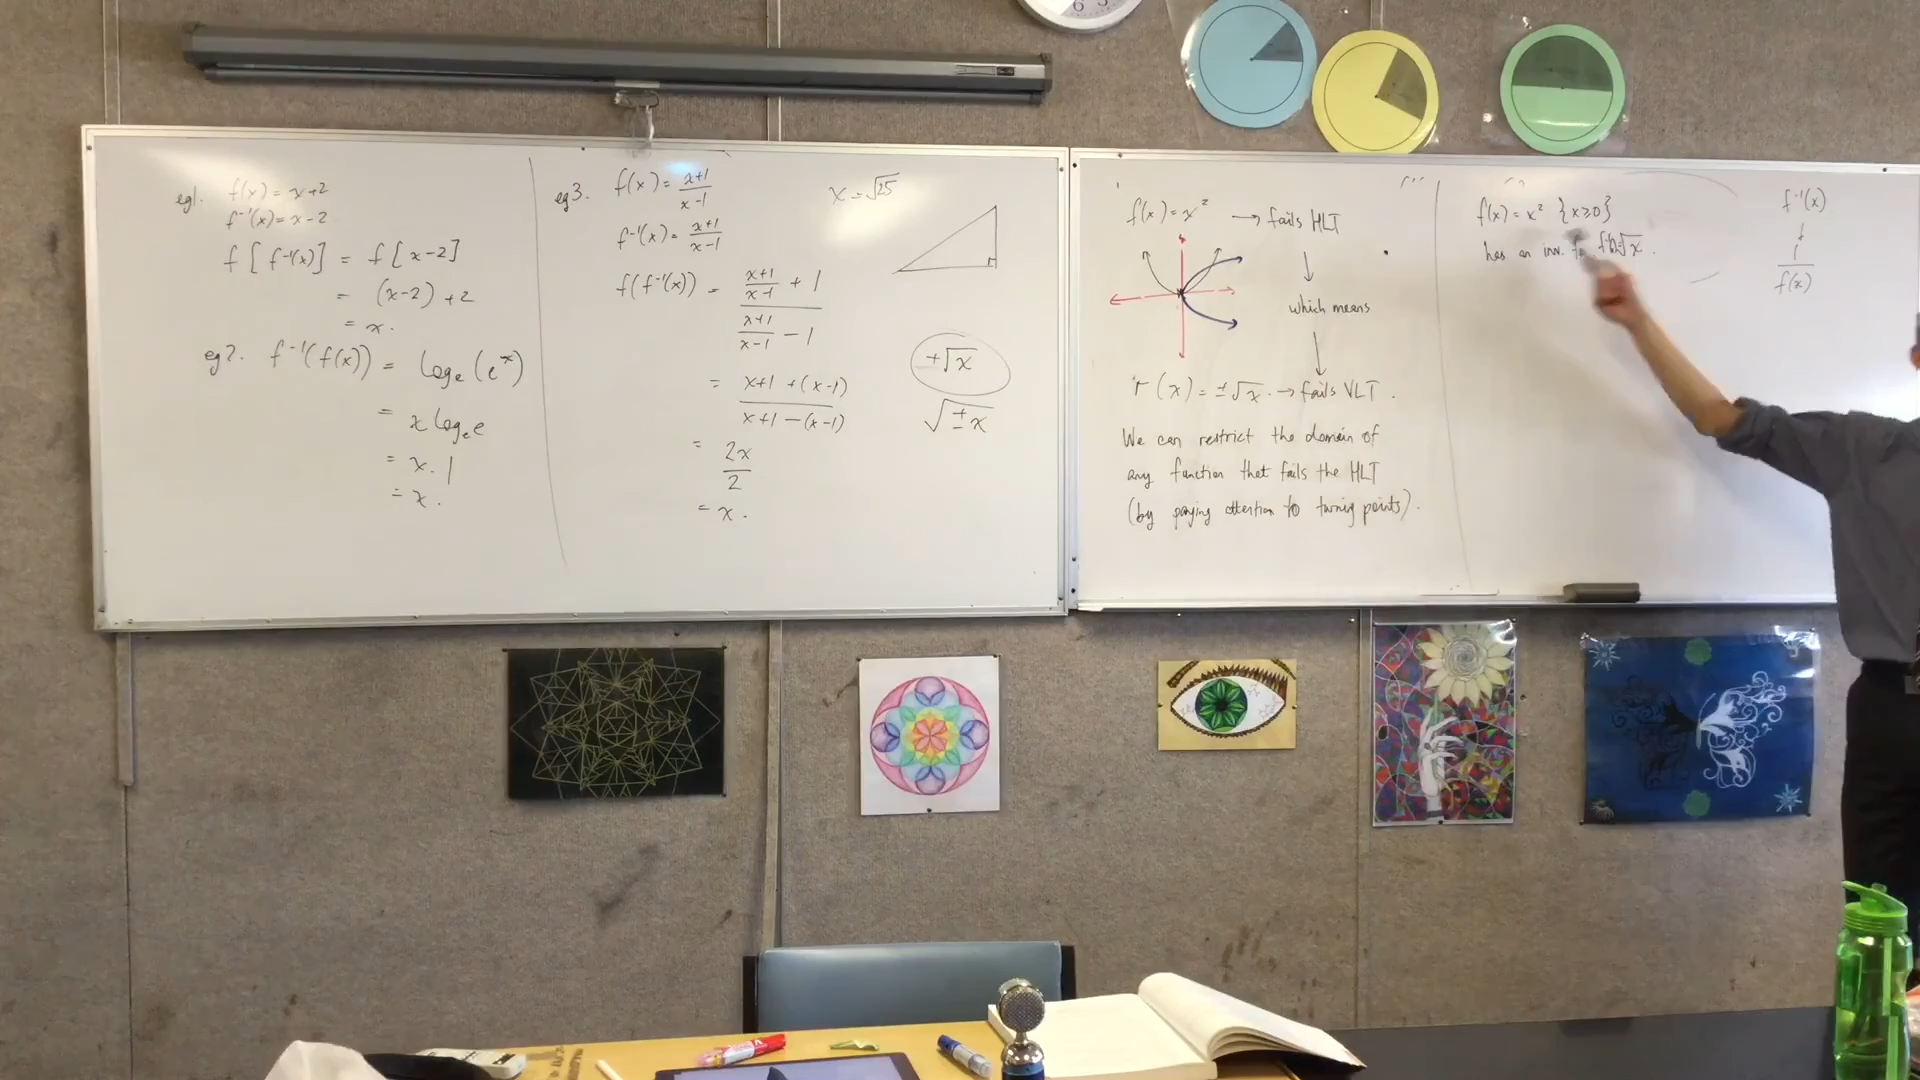 eg1. f(x) = x+2
f⁻¹(x) = x-2
f[f⁻¹(x)] = f[x-2]
= (x-2)+2
= x.
eg2. f⁻¹(f(x)) = logₑ(eˣ)
= x logₑe
= x.1
= x.
eg3. f(x) = (x+1)/(x-1)
f⁻¹(x) = (x+1)/(x-1)
f(f⁻¹(x)) = ((x+1)/(x-1) + 1)/((x+1)/(x-1) - 1)
= (x+1+(x-1))/(x+1-(x-1))
= 2x/2
= x.
x = √25
+√x
√±x
f(x) = x² → fails HLT
↓
which means
↓
r(x) = ±√x. → fails VLT.
We can restrict the domain of
any function that fails the HLT
(by paying attention to turning points).
f(x) = x² {x≥0}
has an inv. fn. √x.
f⁻¹(x)
↓
1/f(x)
6 5